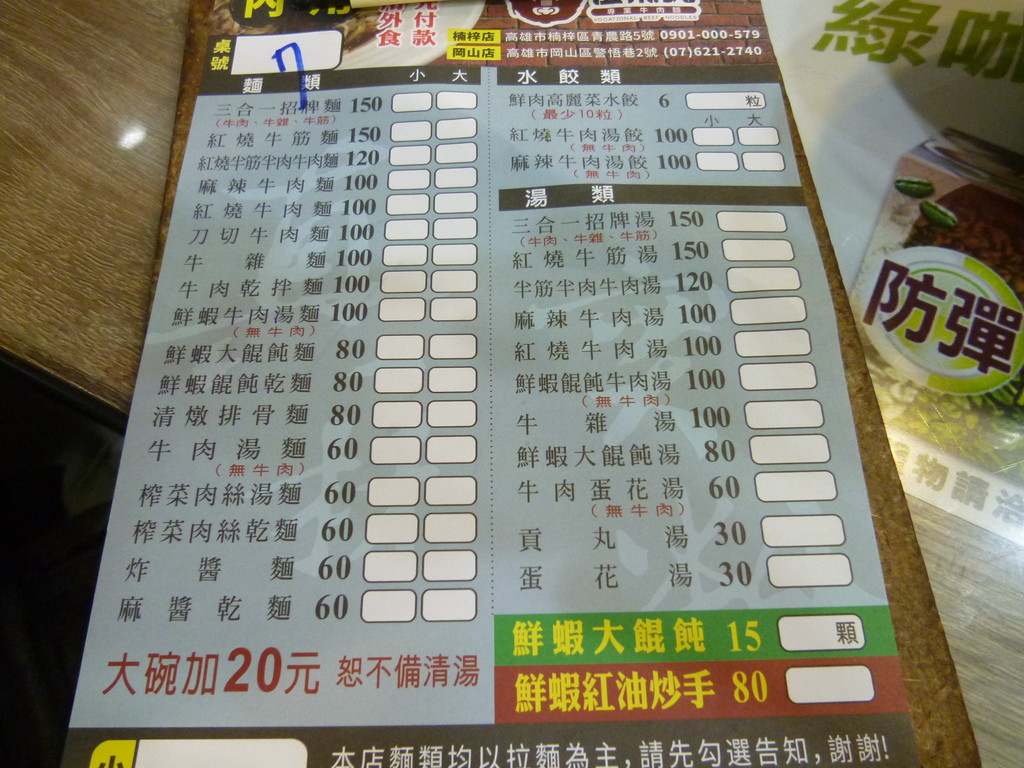 內用
外食
付款
VOCATIONAL BEEF NOODLES
楠梓店 高雄市楠梓區青農路5號 0901-000-579
岡山店 高雄市岡山區警悟巷2號 (07)621-2740
桌號 17
麵類 小 大
三合一招牌麵 150
(牛肉、牛雜、牛筋)
紅燒牛筋麵 150
紅燒半筋半肉牛肉麵 120
麻辣牛肉麵 100
紅燒牛肉麵 100
刀切牛肉麵 100
牛雜麵 100
牛肉乾拌麵 100
鮮蝦牛肉湯麵 100
(無牛肉)
鮮蝦大餛飩麵 80
鮮蝦餛飩乾麵 80
清燉排骨麵 80
牛肉湯麵 60
(無牛肉)
榨菜肉絲湯麵 60
榨菜肉絲乾麵 60
炸醬麵 60
麻醬乾麵 60
大碗加20元 恕不備清湯
水餃類
鮮肉高麗菜水餃 6 粒
(最少10粒)
小 大
紅燒牛肉湯餃 100
(無牛肉)
麻辣牛肉湯餃 100
(無牛肉)
湯類
三合一招牌湯 150
(牛肉、牛雜、牛筋)
紅燒牛筋湯 150
半筋半肉牛肉湯 120
麻辣牛肉湯 100
紅燒牛肉湯 100
鮮蝦餛飩牛肉湯 100
(無牛肉)
牛雜湯 100
鮮蝦大餛飩湯 80
牛肉蛋花湯 60
(無牛肉)
貢丸湯 30
蛋花湯 30
鮮蝦大餛飩 15 顆
鮮蝦紅油炒手 80
本店麵類均以拉麵為主,請先勾選告知,謝謝!
綠咖
防彈
物請洽